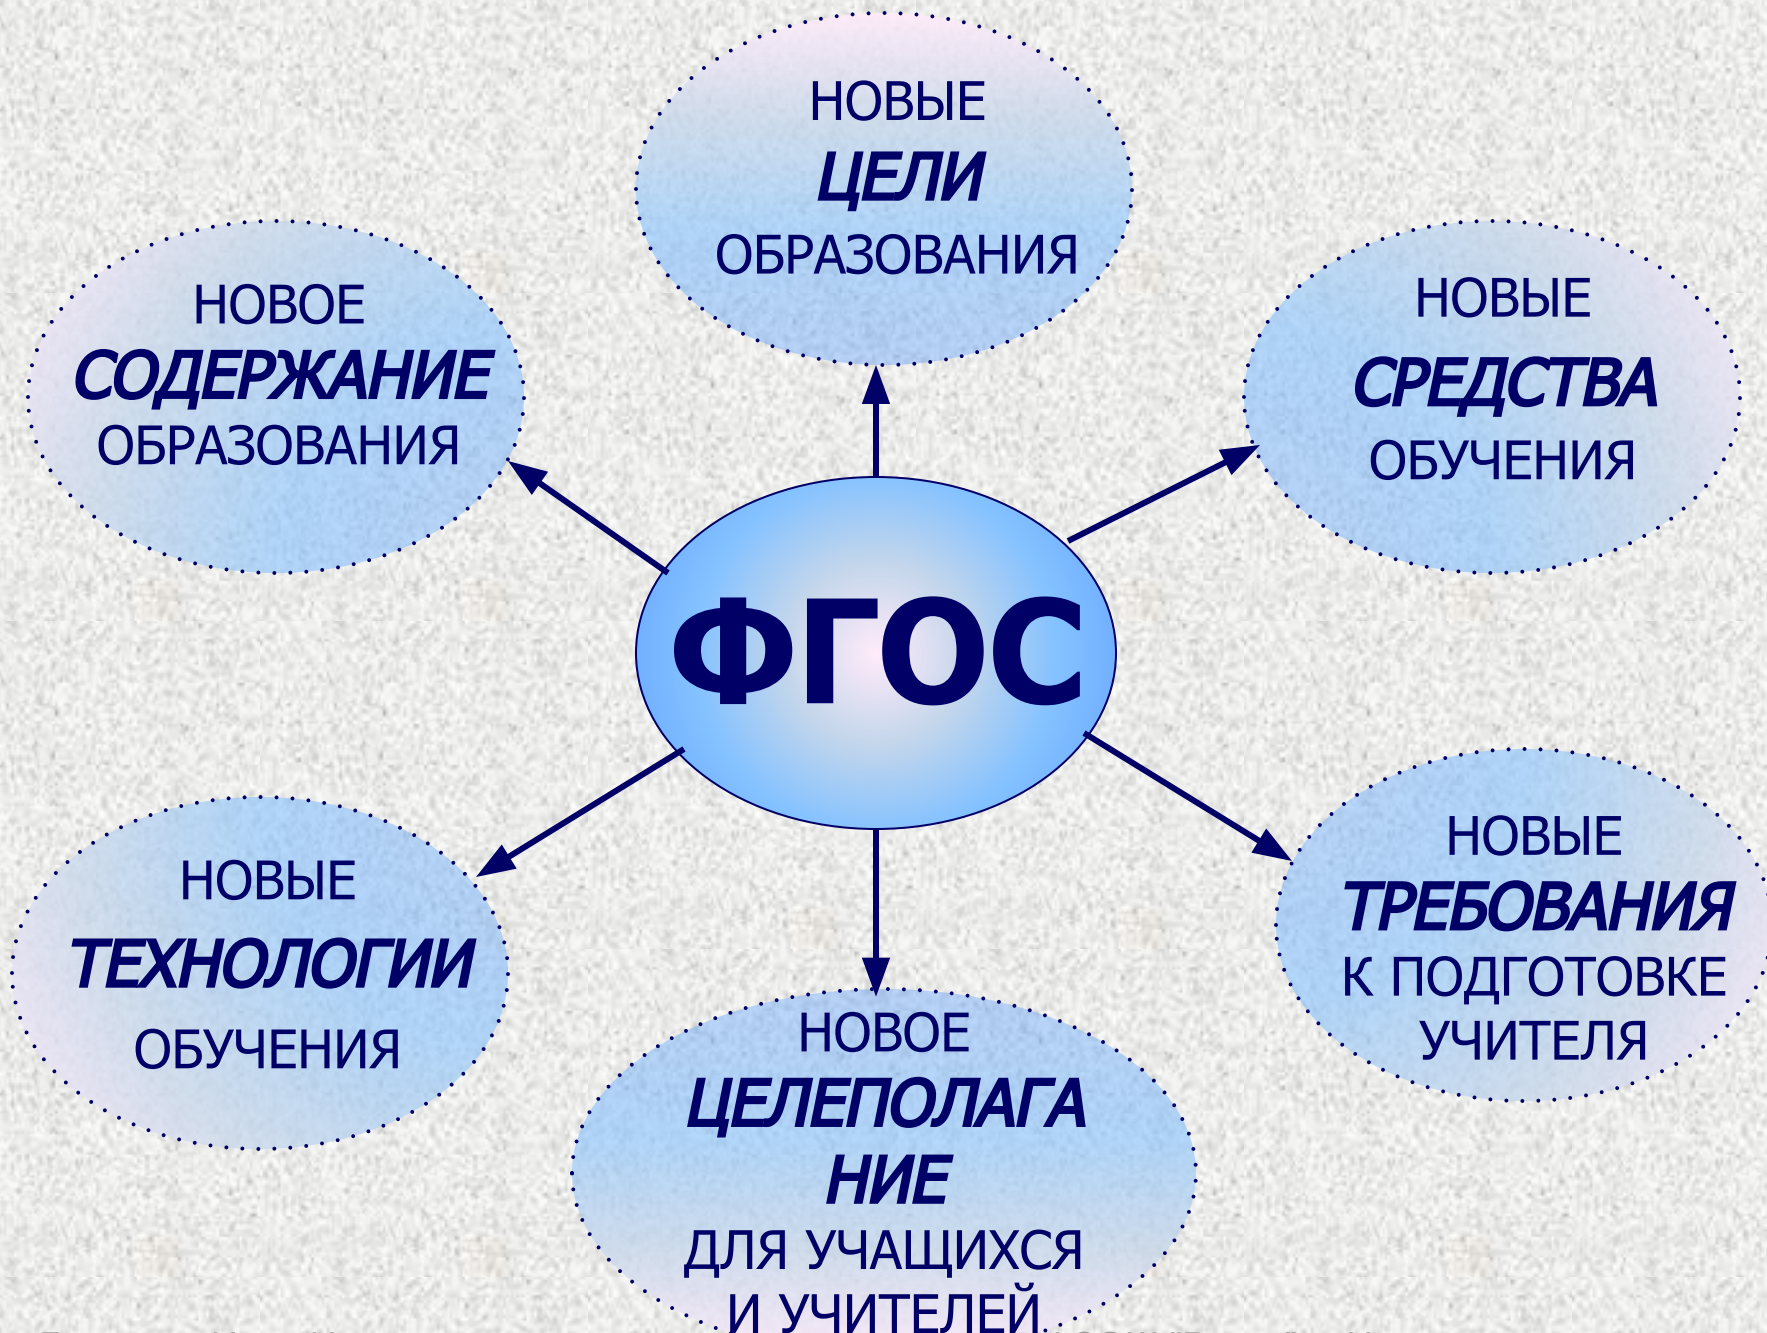 НОВЫЕ
ЦЕЛИ
ОБРАЗОВАНИЯ
НОВОЕ
СОДЕРЖАНИЕ
ОБРАЗОВАНИЯ
НОВЫЕ
СРЕДСТВА
ОБУЧЕНИЯ
ФГОС
НОВЫЕ
ТЕХНОЛОГИИ
ОБУЧЕНИЯ
НОВЫЕ
ТРЕБОВАНИЯ
К ПОДГОТОВКЕ
УЧИТЕЛЯ
НОВОЕ
ЦЕЛЕПОЛАГА
НИЕ
ДЛЯ УЧАЩИХСЯ
И УЧИТЕЛЕЙ